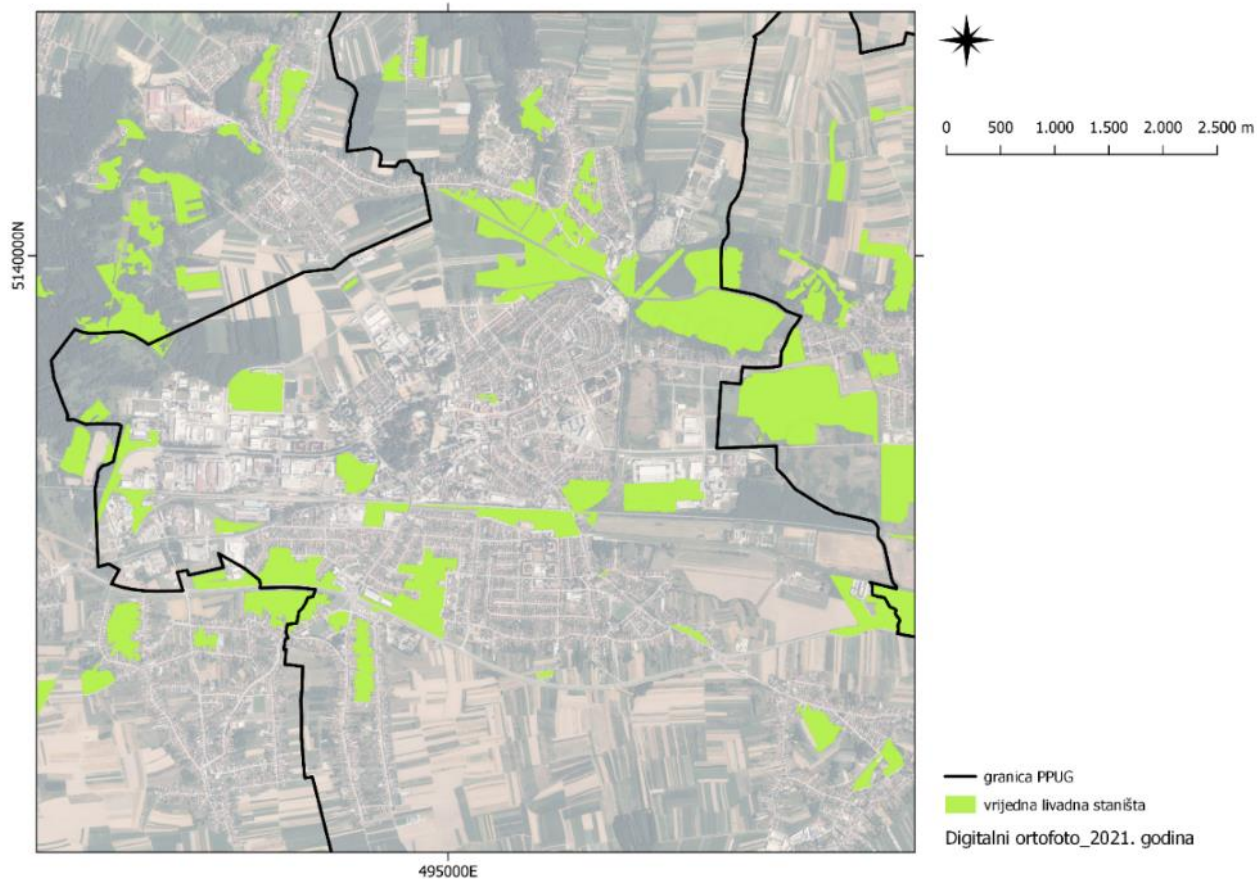 0 500 1.000 1.500 2.000 2.500 m
5140000N
495000E
granica PPUG
vrijedna livadna staništa
Digitalni ortofoto_2021. godina